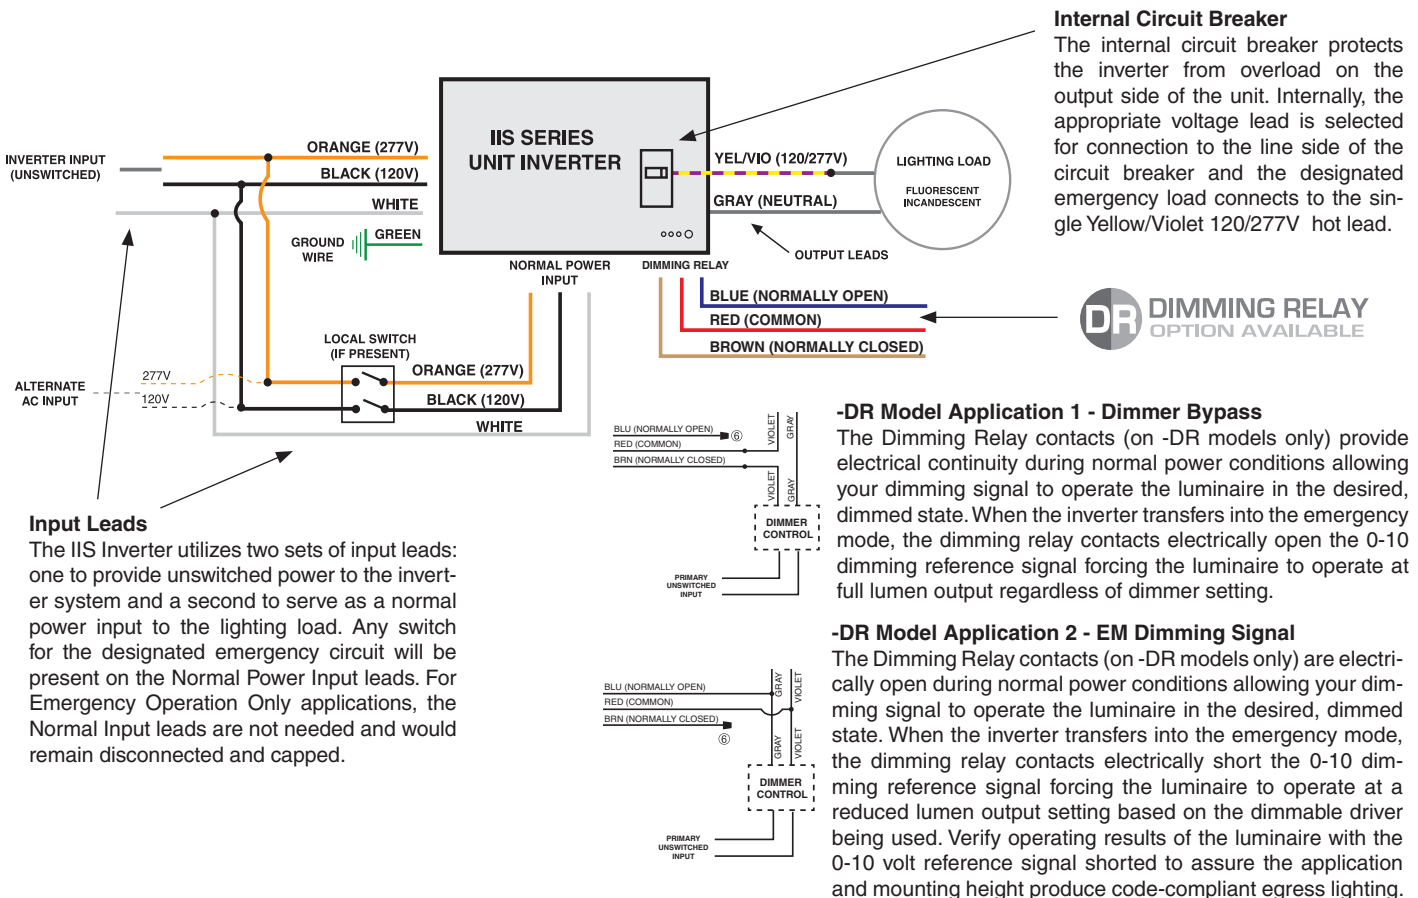 Internal Circuit Breaker
The internal circuit breaker protects
the inverter from overload on the
output side of the unit. Internally, the
appropriate voltage lead is selected
for connection to the line side of the
circuit breaker and the designated
emergency load connects to the sin-
gle Yellow/Violet 120/277V hot lead.
IIS SERIES
UNIT INVERTER
INVERTER INPUT
(UNSWITCHED)
ORANGE (277V)
BLACK (120V)
WHITE
GREEN
GROUND
WIRE
YEL/VIO (120/277V)
GRAY (NEUTRAL)
LIGHTING LOAD
FLUORESCENT
INCANDESCENT
OUTPUT LEADS
NORMAL POWER
INPUT
DIMMING RELAY
BLUE (NORMALLY OPEN)
RED (COMMON)
BROWN (NORMALLY CLOSED)
DR DIMMING RELAY
OPTION AVAILABLE
LOCAL SWITCH
(IF PRESENT)
ORANGE (277V)
BLACK (120V)
WHITE
ALTERNATE
AC INPUT
277V
120V
Input Leads
The IIS Inverter utilizes two sets of input leads:
one to provide unswitched power to the invert-
er system and a second to serve as a normal
power input to the lighting load. Any switch
for the designated emergency circuit will be
present on the Normal Power Input leads. For
Emergency Operation Only applications, the
Normal Input leads are not needed and would
remain disconnected and capped.
BLU (NORMALLY OPEN)
⑥
RED (COMMON)
BRN (NORMALLY CLOSED)
VIOLET
GRAY
VIOLET
GRAY
DIMMER
CONTROL
PRIMARY
UNSWITCHED
INPUT
-DR Model Application 1 - Dimmer Bypass
The Dimming Relay contacts (on -DR models only) provide
electrical continuity during normal power conditions allowing
your dimming signal to operate the luminaire in the desired,
dimmed state. When the inverter transfers into the emergency
mode, the dimming relay contacts electrically open the 0-10
dimming reference signal forcing the luminaire to operate at
full lumen output regardless of dimmer setting.
BLU (NORMALLY OPEN)
RED (COMMON)
BRN (NORMALLY CLOSED)
⑥
GRAY
VIOLET
GRAY
VIOLET
DIMMER
CONTROL
PRIMARY
UNSWITCHED
INPUT
-DR Model Application 2 - EM Dimming Signal
The Dimming Relay contacts (on -DR models only) are electri-
cally open during normal power conditions allowing your dim-
ming signal to operate the luminaire in the desired, dimmed
state. When the inverter transfers into the emergency mode,
the dimming relay contacts electrically short the 0-10 dim-
ming reference signal forcing the luminaire to operate at a
reduced lumen output setting based on the dimmable driver
being used. Verify operating results of the luminaire with the
0-10 volt reference signal shorted to assure the application
and mounting height produce code-compliant egress lighting.